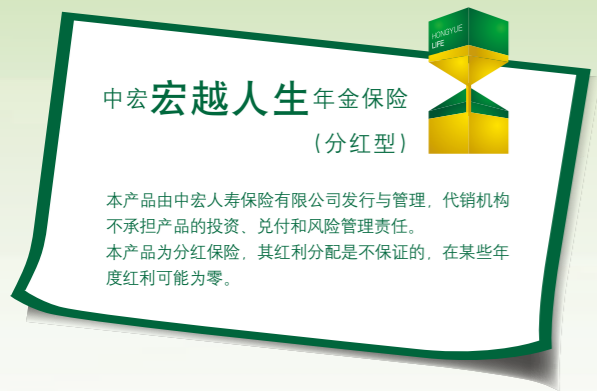 HONGYUE
LIFE
中宏宏越人生年金保险
（分红型）
本产品由中宏人寿保险有限公司发行与管理，代销机构
不承担产品的投资、兑付和风险管理责任。
本产品为分红保险，其红利分配是不保证的，在某些年
度红利可能为零。